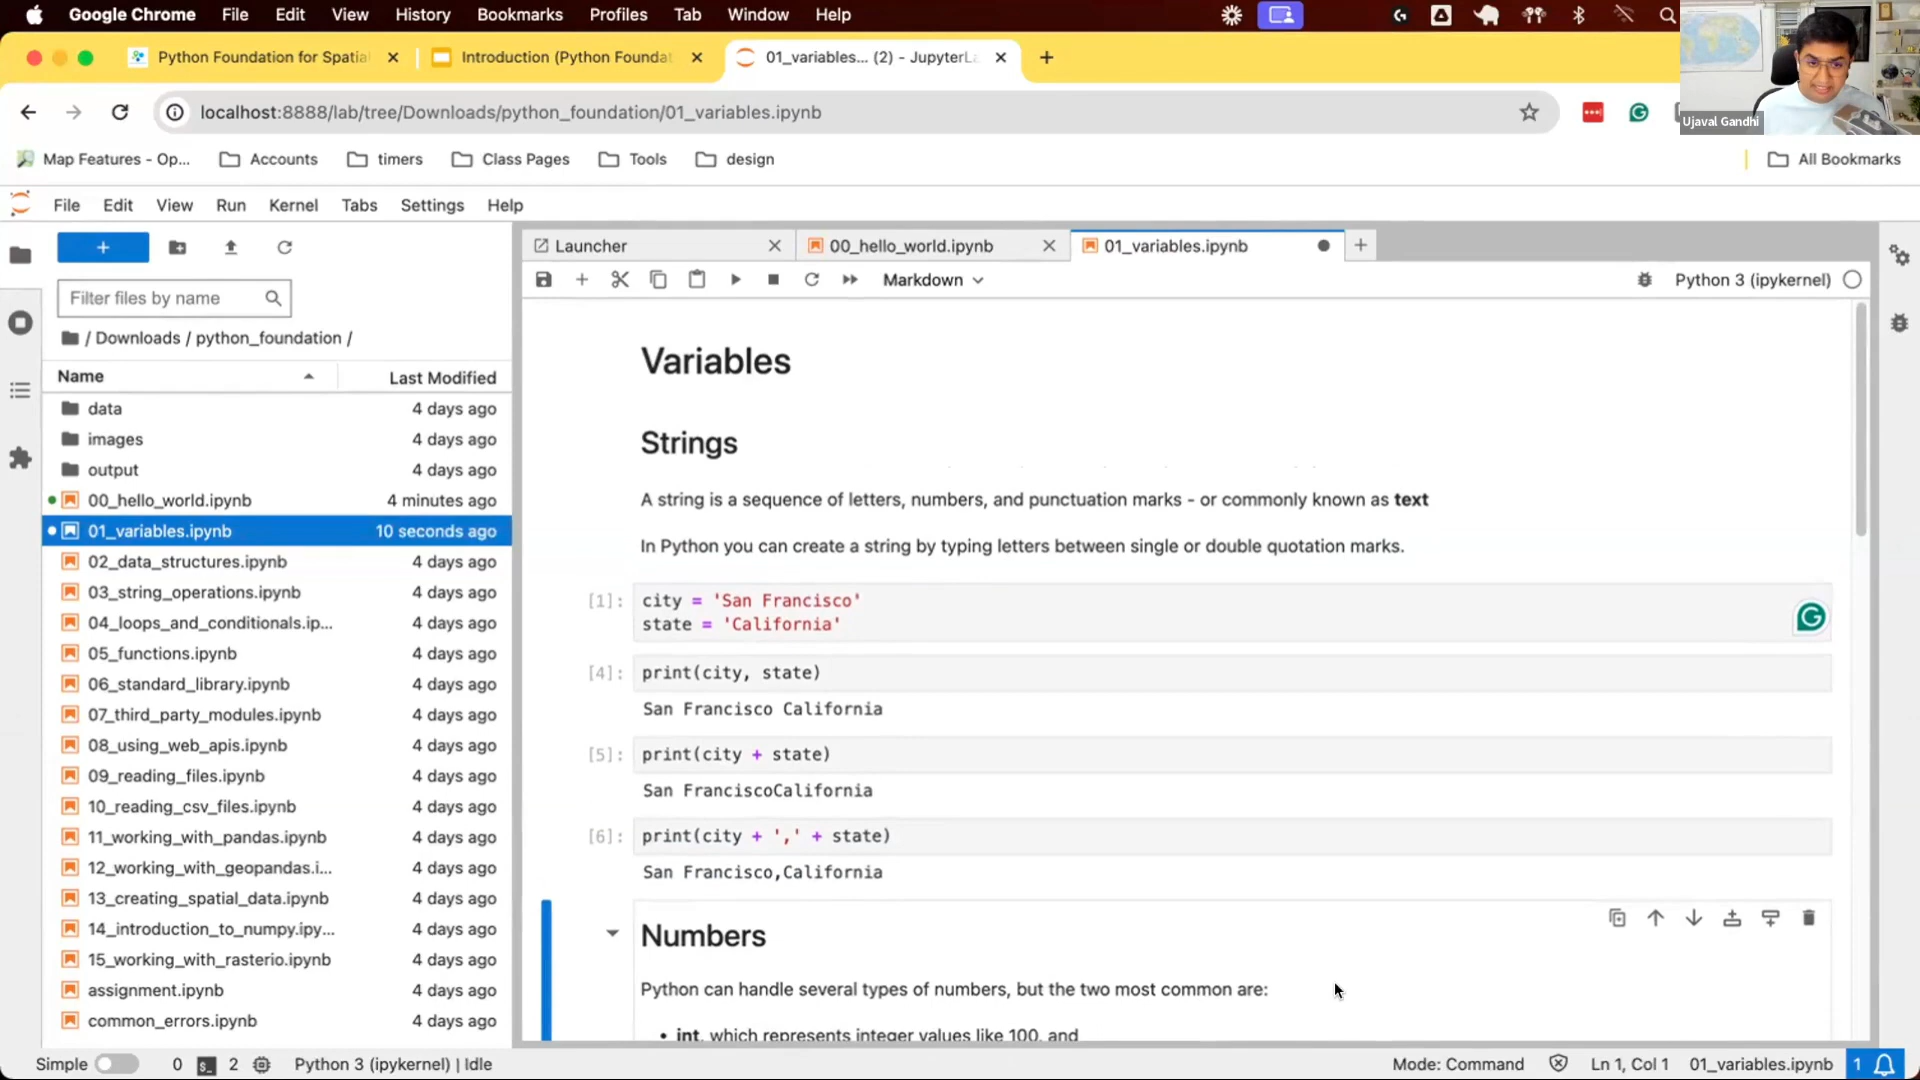 Google Chrome File Edit View History Bookmarks Profiles Tab Window Help
Python Foundation for Spatia
Introduction (Python Foundat
01_variables... (2) - JupyterLa
localhost:8888/lab/tree/Downloads/python_foundation/01_variables.ipynb
Ujaval Gandhi
Map Features - Op... Accounts timers Class Pages Tools design All Bookmarks
File Edit View Run Kernel Tabs Settings Help
Launcher 00_hello_world.ipynb 01_variables.ipynb
Filter files by name
/ Downloads / python_foundation /
Name Last Modified
data 4 days ago
images 4 days ago
output 4 days ago
00_hello_world.ipynb 4 minutes ago
01_variables.ipynb 10 seconds ago
02_data_structures.ipynb 4 days ago
03_string_operations.ipynb 4 days ago
04_loops_and_conditionals.ip... 4 days ago
05_functions.ipynb 4 days ago
06_standard_library.ipynb 4 days ago
07_third_party_modules.ipynb 4 days ago
08_using_web_apis.ipynb 4 days ago
09_reading_files.ipynb 4 days ago
10_reading_csv_files.ipynb 4 days ago
11_working_with_pandas.ipynb 4 days ago
12_working_with_geopandas.i... 4 days ago
13_creating_spatial_data.ipynb 4 days ago
14_introduction_to_numpy.ipy... 4 days ago
15_working_with_rasterio.ipynb 4 days ago
assignment.ipynb 4 days ago
common_errors.ipynb 4 days ago
Markdown Python 3 (ipykernel)
Variables
Strings
A string is a sequence of letters, numbers, and punctuation marks - or commonly known as text
In Python you can create a string by typing letters between single or double quotation marks.
[1]: city = 'San Francisco'
state = 'California'
[4]: print(city, state)
San Francisco California
[5]: print(city + state)
San FranciscoCalifornia
[6]: print(city + ',' + state)
San Francisco,California
Numbers
Python can handle several types of numbers, but the two most common are:
• int, which represents integer values like 100, and
Simple 0 2 Python 3 (ipykernel) | Idle Mode: Command Ln 1, Col 1 01_variables.ipynb 1